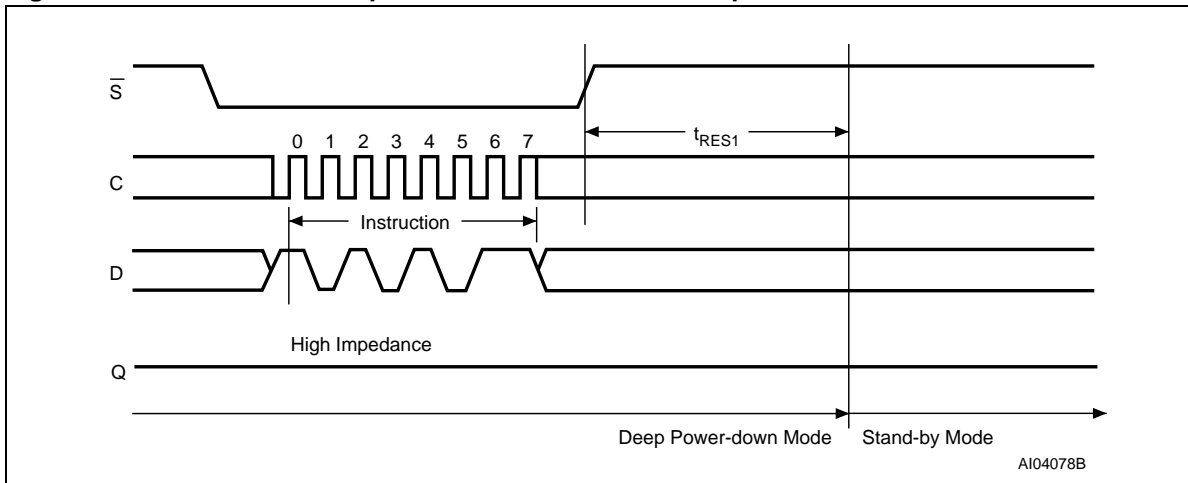 S
0 1 2 3 4 5 6 7
tRES1
C
Instruction
D
High Impedance
Q
Deep Power-down Mode
Stand-by Mode
AI04078B